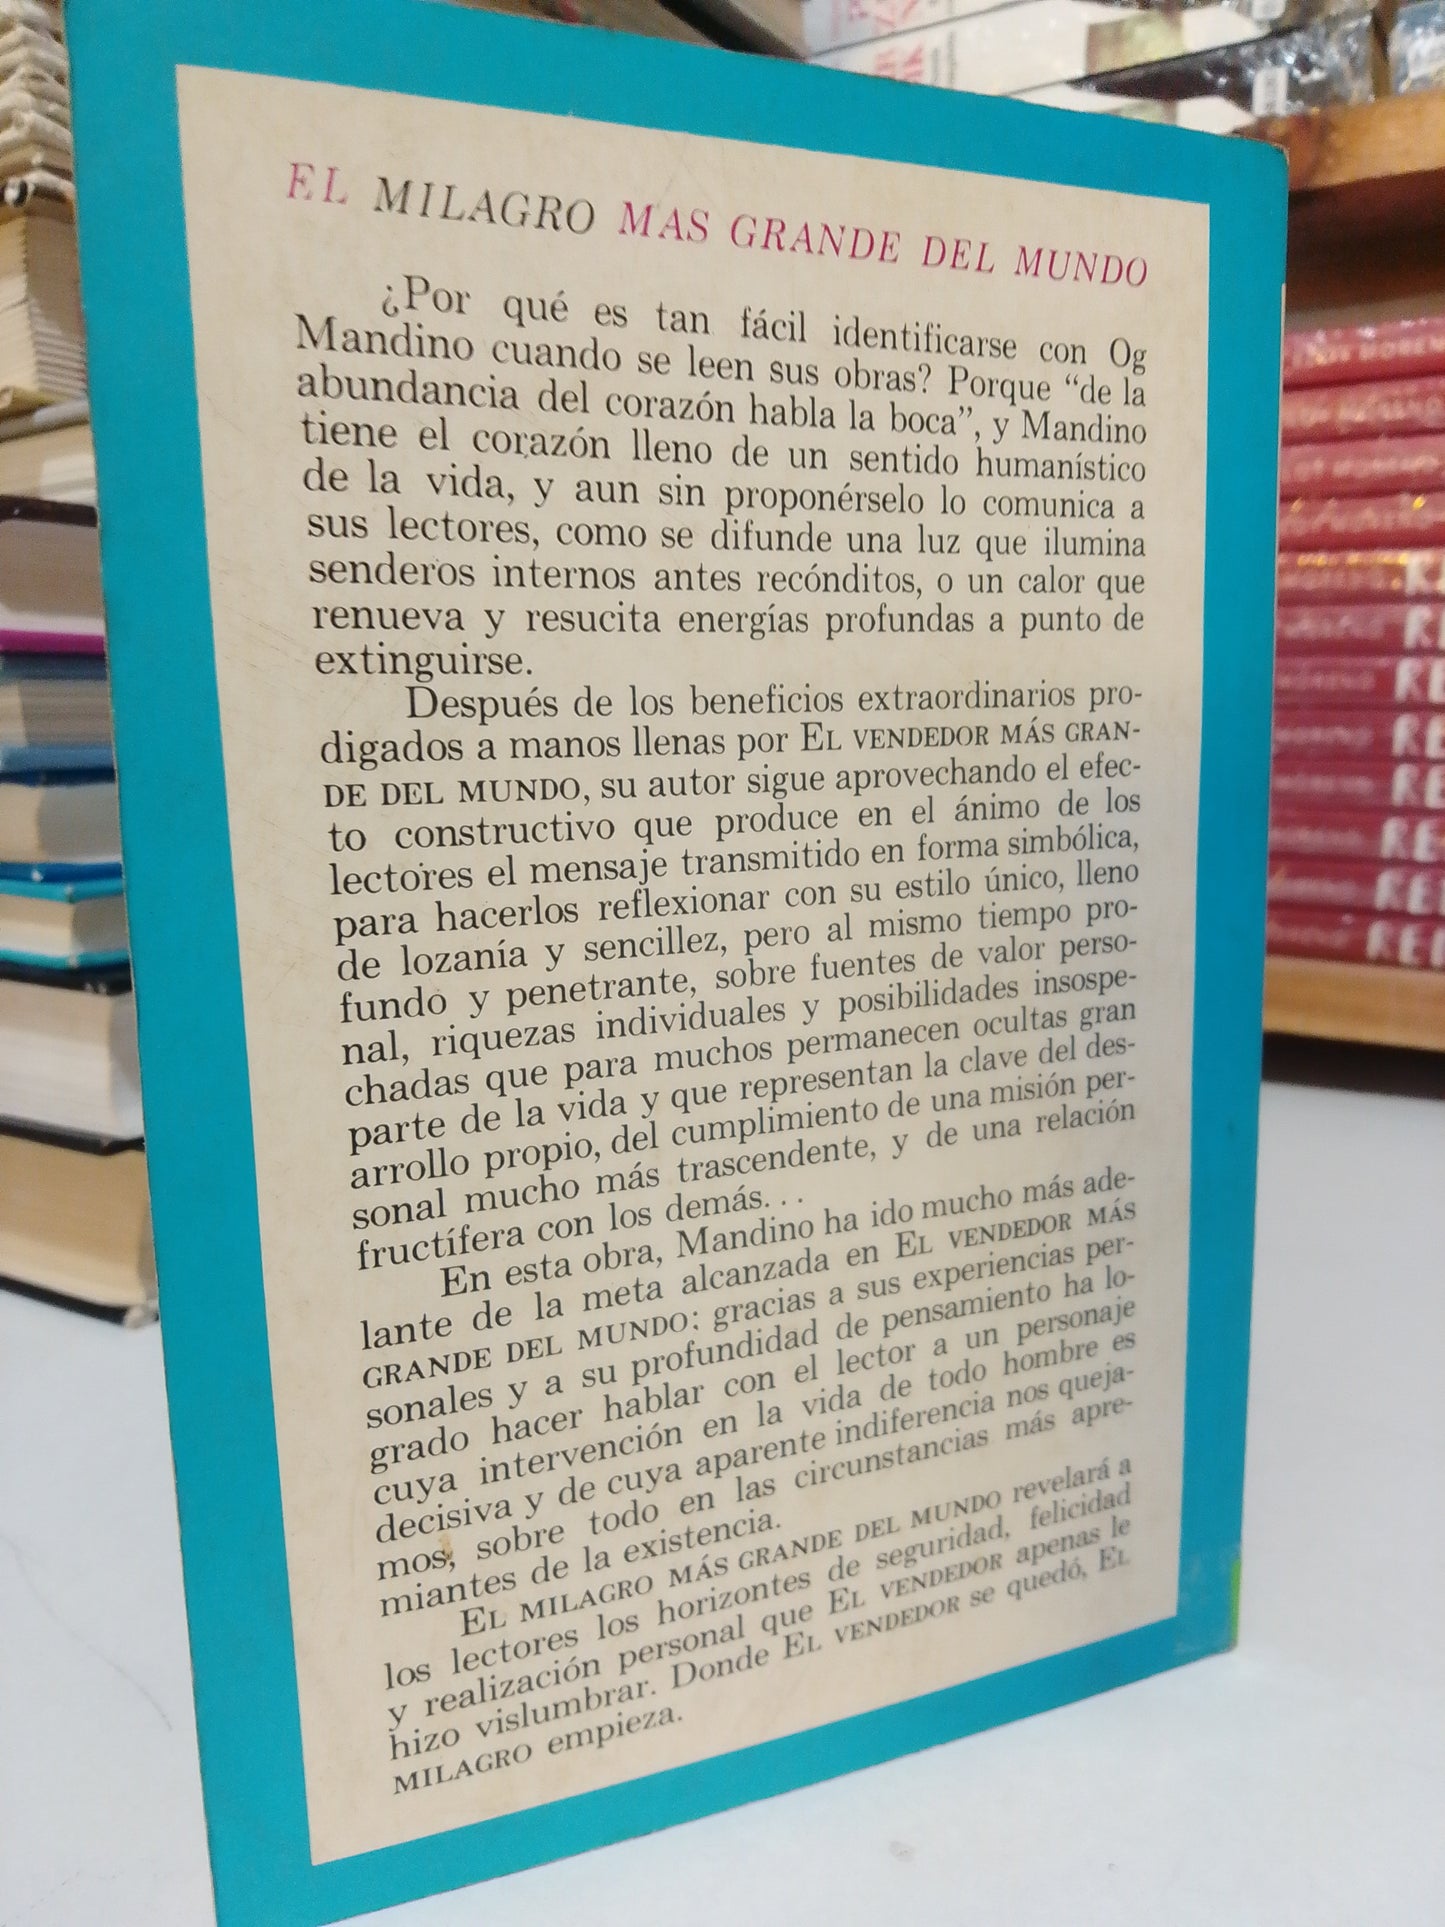 EL MILAGRO MAS GRANDE DEL MUNDO
¿Por qué es tan fácil identificarse con Og
Mandino cuando se leen sus obras? Porque “de la
abundancia del corazón habla la boca”, y Mandino
tiene el corazón lleno de un sentido humanístico
de la vida, y aun sin proponérselo lo comunica a
sus lectores, como se difunde una luz que ilumina
senderos internos antes recónditos, o un calor que
renueva y resucita energías profundas a punto de
extinguirse.
Después de los beneficios extraordinarios pro-
digados a manos llenas por EL VENDEDOR MÁS GRAN-
DE DEL MUNDO, su autor sigue aprovechando el efec-
to constructivo que produce en el ánimo de los
lectores el mensaje transmitido en forma simbólica,
para hacerlos reflexionar con su estilo único, lleno
de lozanía y sencillez, pero al mismo tiempo pro-
fundo y penetrante, sobre fuentes de valor perso-
nal, riquezas individuales y posibilidades insospe-
chadas que para muchos permanecen ocultas gran
parte de la vida y que representan la clave del des-
arrollo propio, del cumplimiento de una misión per-
sonal mucho más trascendente, y de una relación
fructífera con los demás...
En esta obra, Mandino ha ido mucho más ade-
lante de la meta alcanzada en EL VENDEDOR MÁS
GRANDE DEL MUNDO: gracias a sus experiencias per-
sonales y a su profundidad de pensamiento ha lo-
grado hacer hablar con el lector a un personaje
cuya intervención en la vida de todo hombre es
decisiva y de cuya aparente indiferencia nos queja-
mos, sobre todo en las circunstancias más apre-
miantes de la existencia.
EL MILAGRO MÁS GRANDE DEL MUNDO revelará a
los lectores los horizontes de seguridad, felicidad
y realización personal que EL VENDEDOR apenas le
hizo vislumbrar. Donde EL VENDEDOR se quedó, EL
MILAGRO empieza.